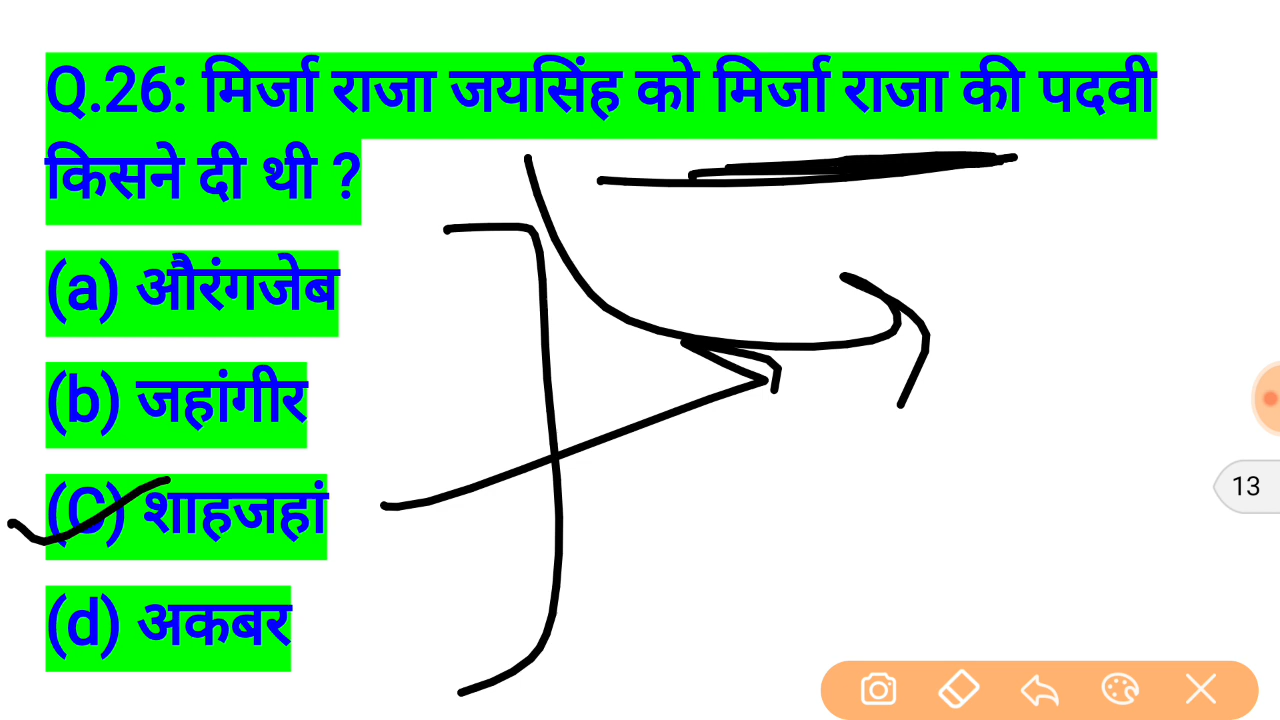 Q.26: मिर्जा राजा जयसिंह को मिर्जा राजा की पदवी
किसने दी थी ?
(a) औरंगजेब
(b) जहांगीर
(C) शाहजहां
(d) अकबर
13